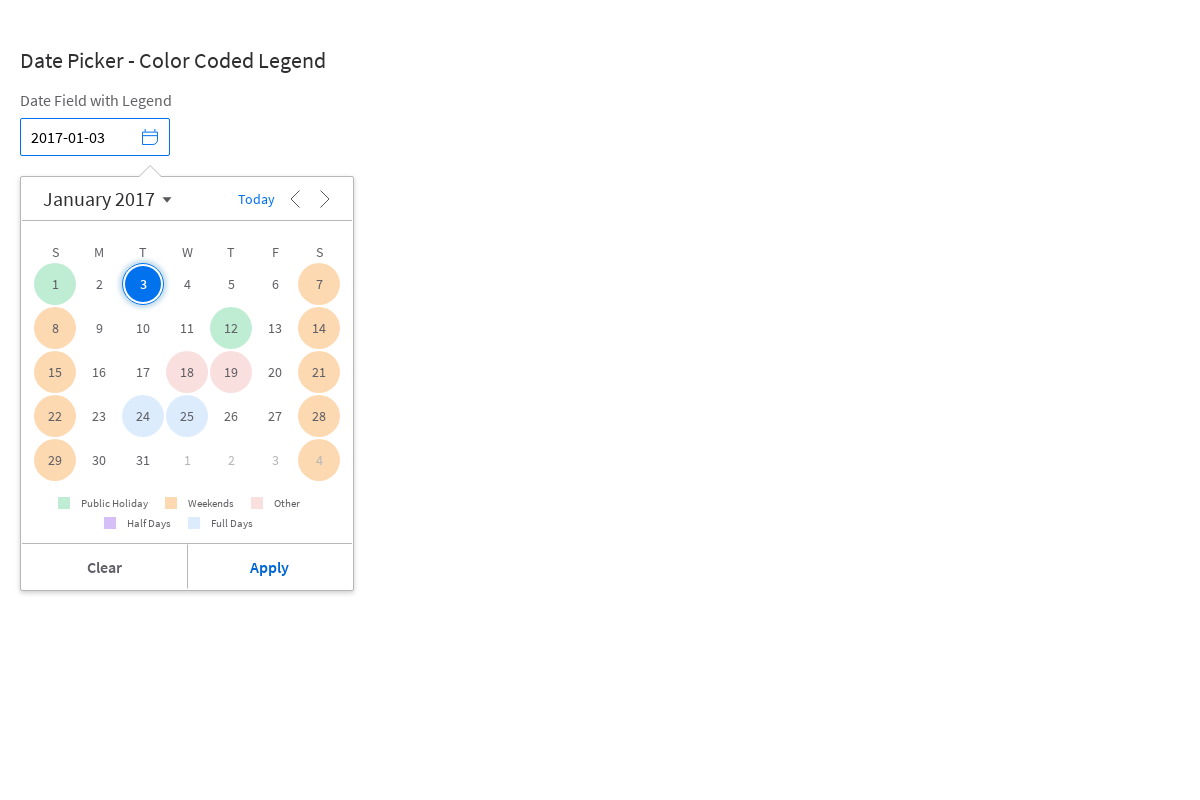 Date Picker - Color Coded Legend
Date Field with Legend
2017-01-03
January 2017 Today
S M T W T F S
1 2 3 4 5 6 7
8 9 10 11 12 13 14
15 16 17 18 19 20 21
22 23 24 25 26 27 28
29 30 31 1 2 3 4
Public Holiday Weekends Other
Half Days Full Days
Clear Apply